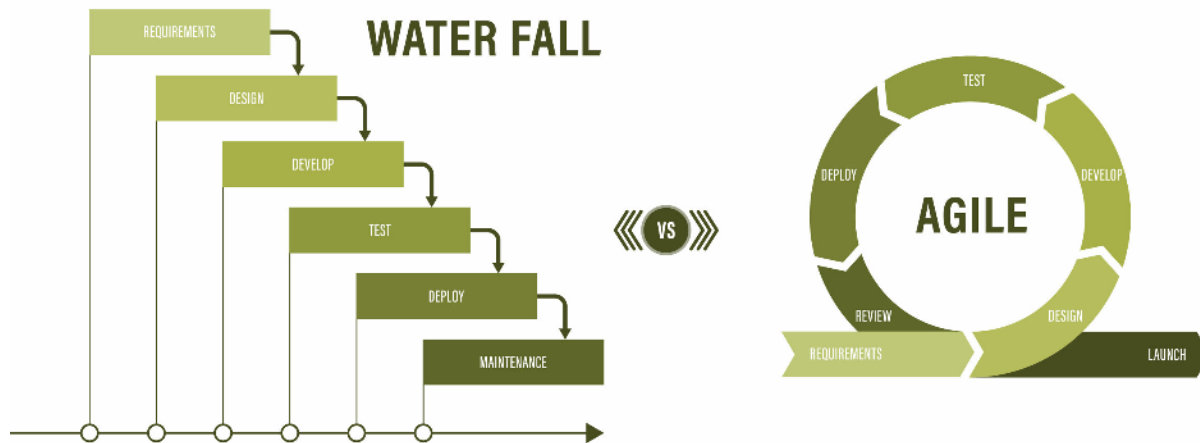 WATER FALL
REQUIREMENTS
DESIGN
DEVELOP
TEST
DEPLOY
MAINTENANCE
VS
AGILE
REQUIREMENTS
DESIGN
DEVELOP
TEST
DEPLOY
REVIEW
LAUNCH